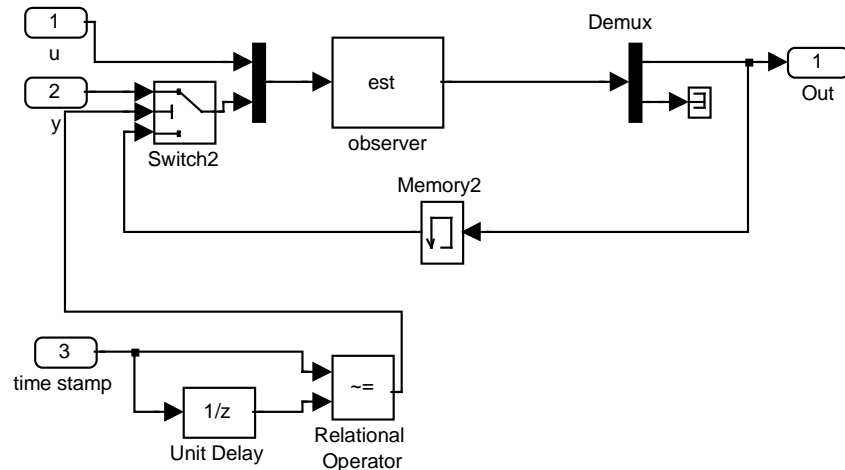 1
u
2
y
Switch2
est
observer
Demux
1
Out
Memory2
3
time stamp
1/z
Unit Delay
~=
Relational
Operator